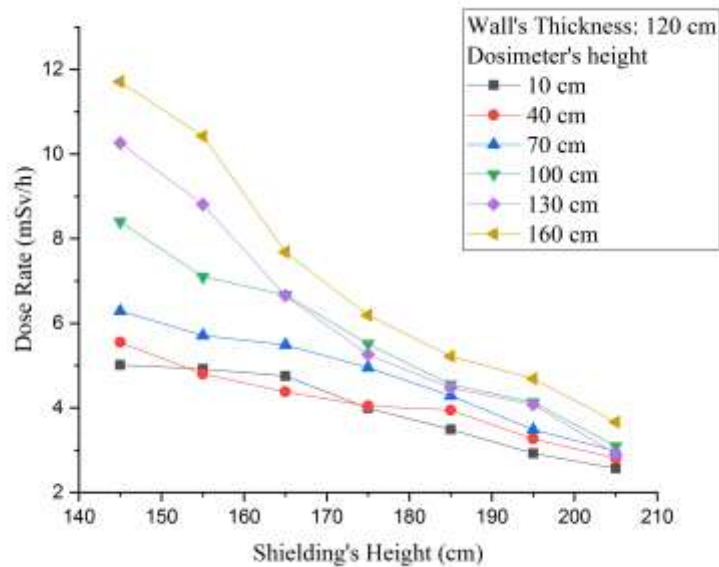 Wall's Thickness: 120 cm
Dosimeter's height
10 cm
40 cm
70 cm
100 cm
130 cm
160 cm
Dose Rate (mSv/h)
12
10
8
6
4
2
140 150 160 170 180 190 200 210
Shielding's Height (cm)